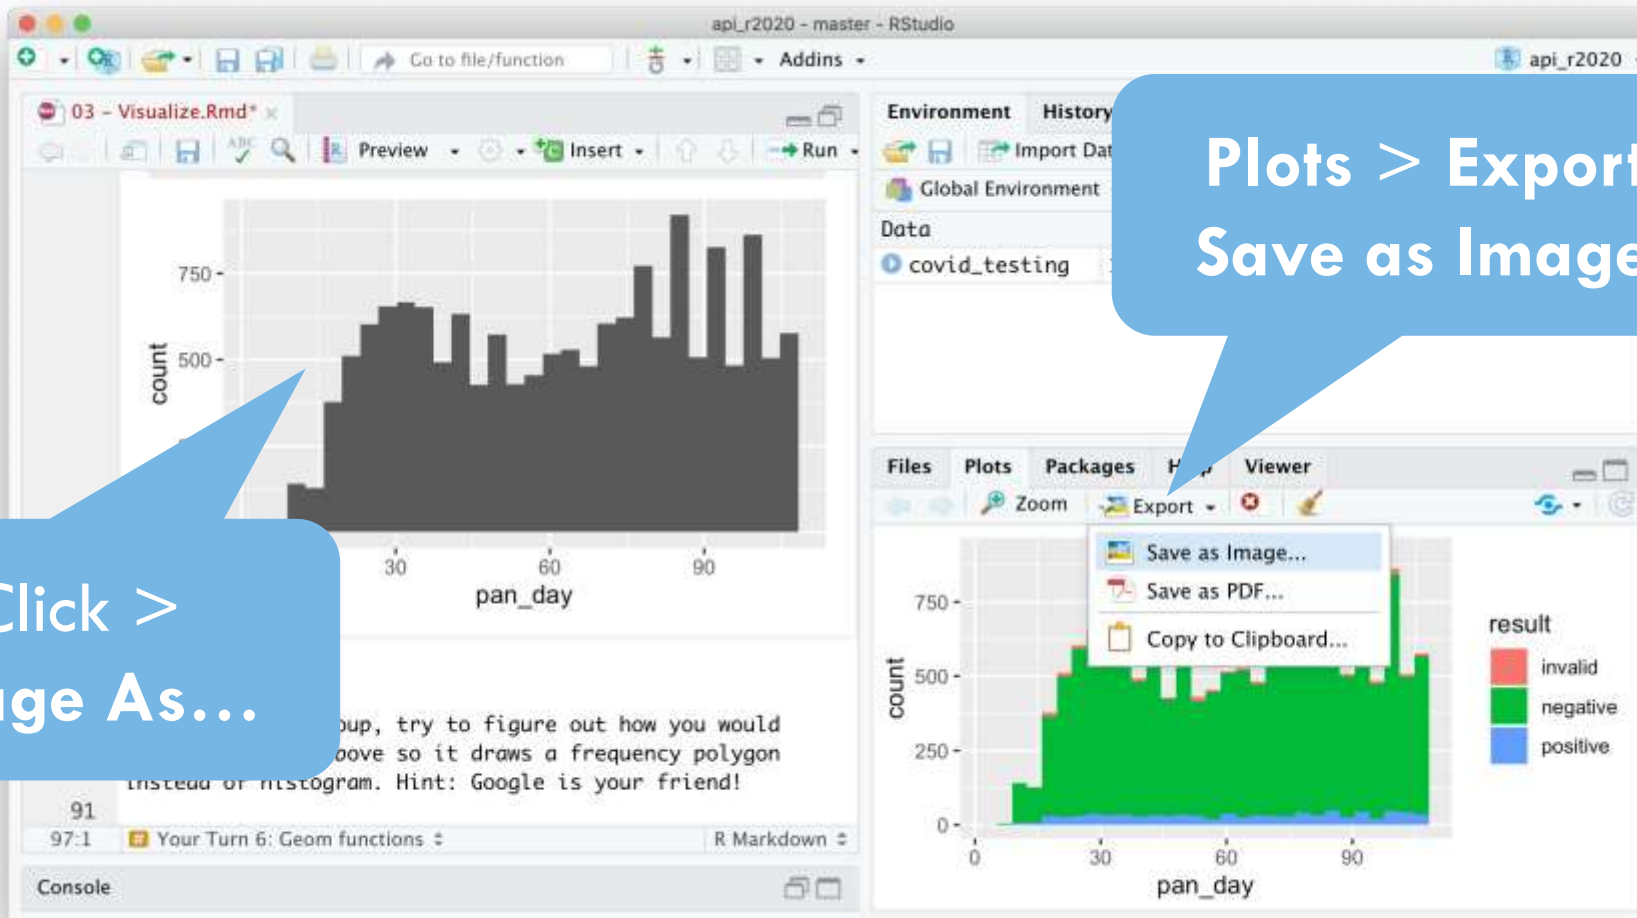 api_r2020 - master - RStudio
Go to file/function
Addins
api_r2020
03 - Visualize.Rmd*
ABC
Preview
Insert
Run
750
500
count
30
60
90
pan_day
Click >
age As...
oup, try to figure out how you would
bove so it draws a frequency polygon
instead of histogram. Hint: Google is your friend!
91
97:1
Your Turn 6: Geom functions
R Markdown
Console
Environment
History
Import Dat
Global Environment
Data
covid_testing
Plots > Export
Save as Image
Files
Plots
Packages
Viewer
Zoom
Export
Save as Image...
Save as PDF...
Copy to Clipboard...
750
500
250
0
count
0
30
60
90
pan_day
result
invalid
negative
positive